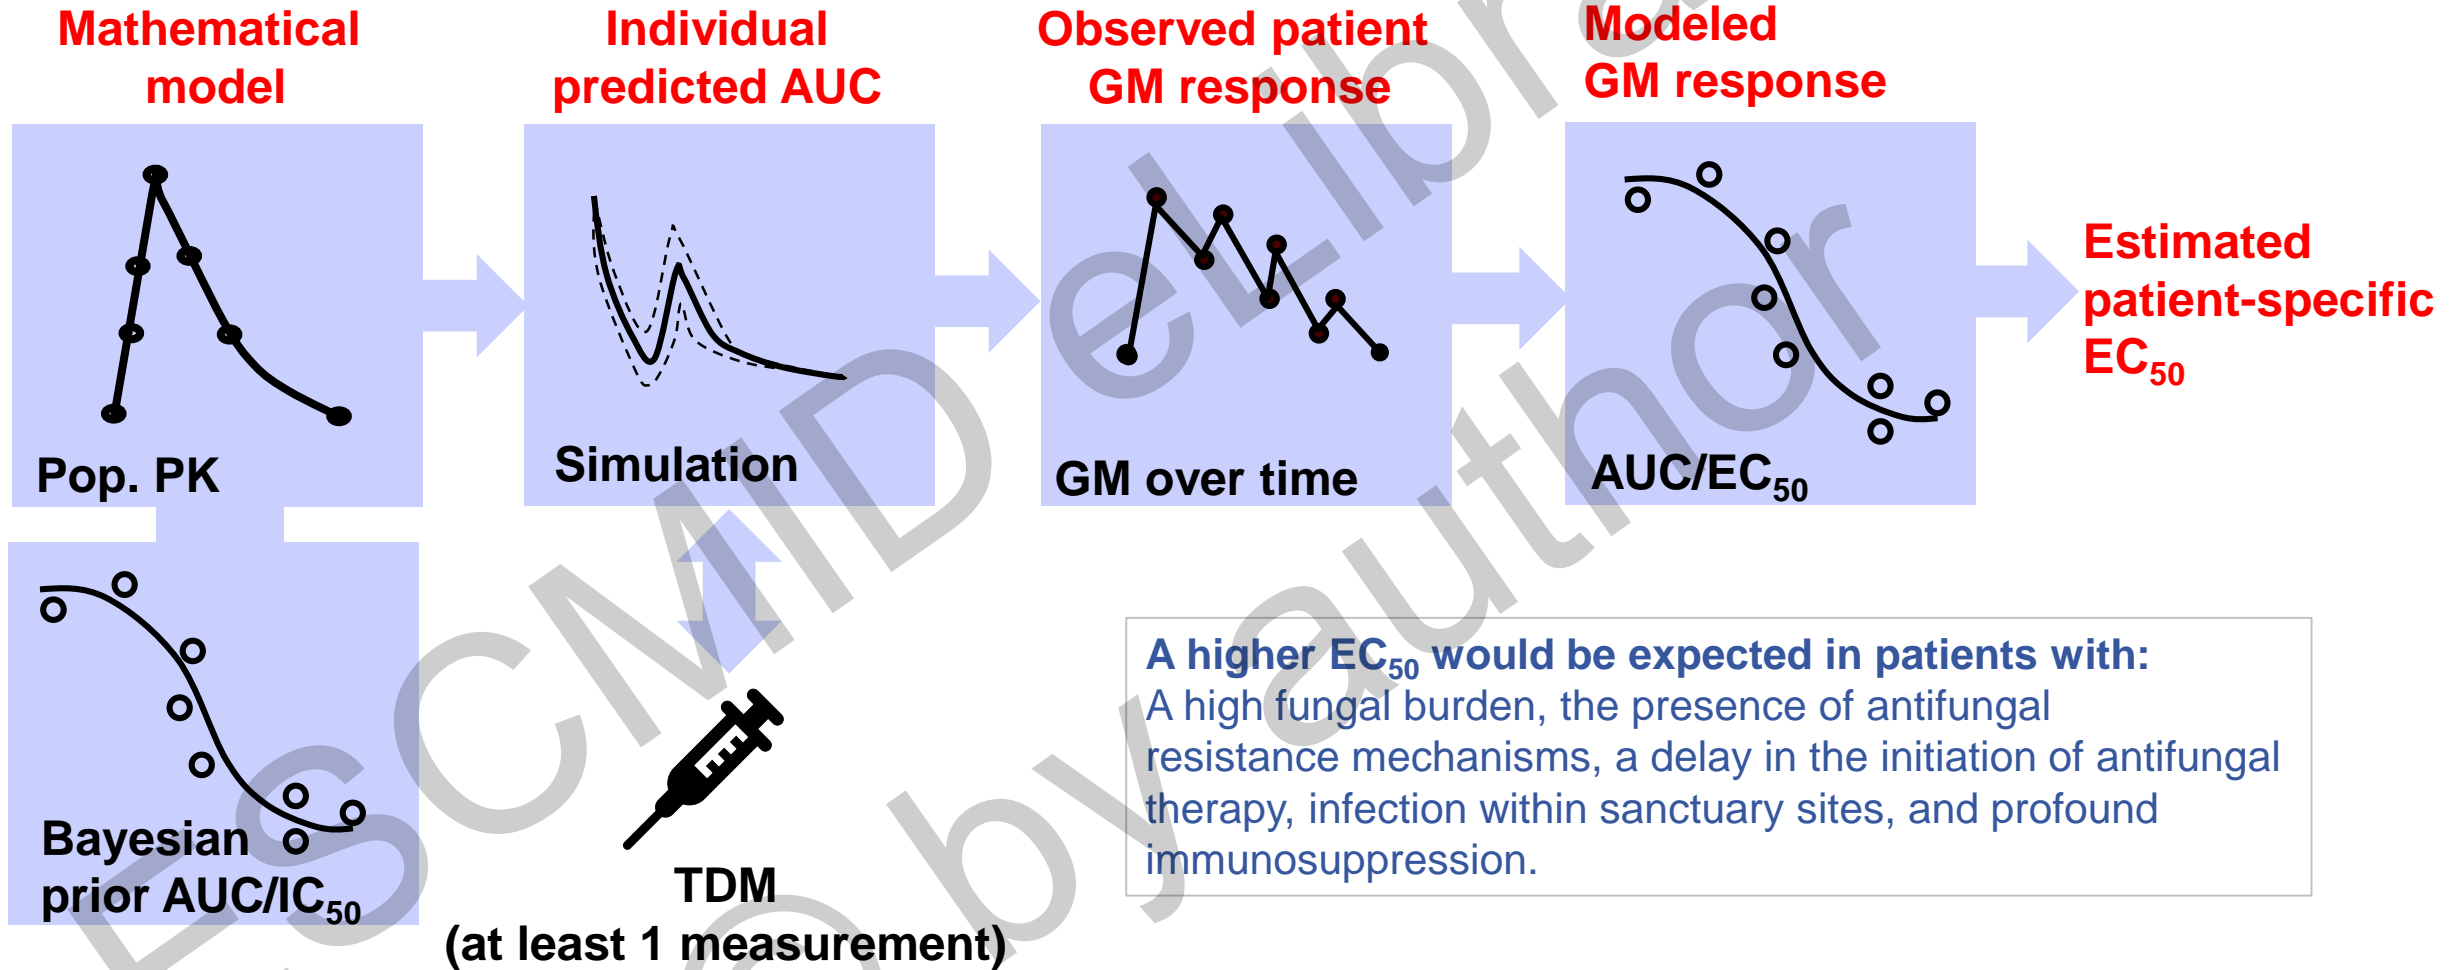 Mathematical
model
Individual
predicted AUC
Observed patient
GM response
Modeled
GM response
Pop. PK
Simulation
GM over time
AUC/EC50
Estimated
patient-specific
EC50
Bayesian
prior AUC/IC50
TDM
(at least 1 measurement)
A higher EC50 would be expected in patients with:
A high fungal burden, the presence of antifungal
resistance mechanisms, a delay in the initiation of antifungal
therapy, infection within sanctuary sites, and profound
immunosuppression.
ESCMID eLibra
© by author